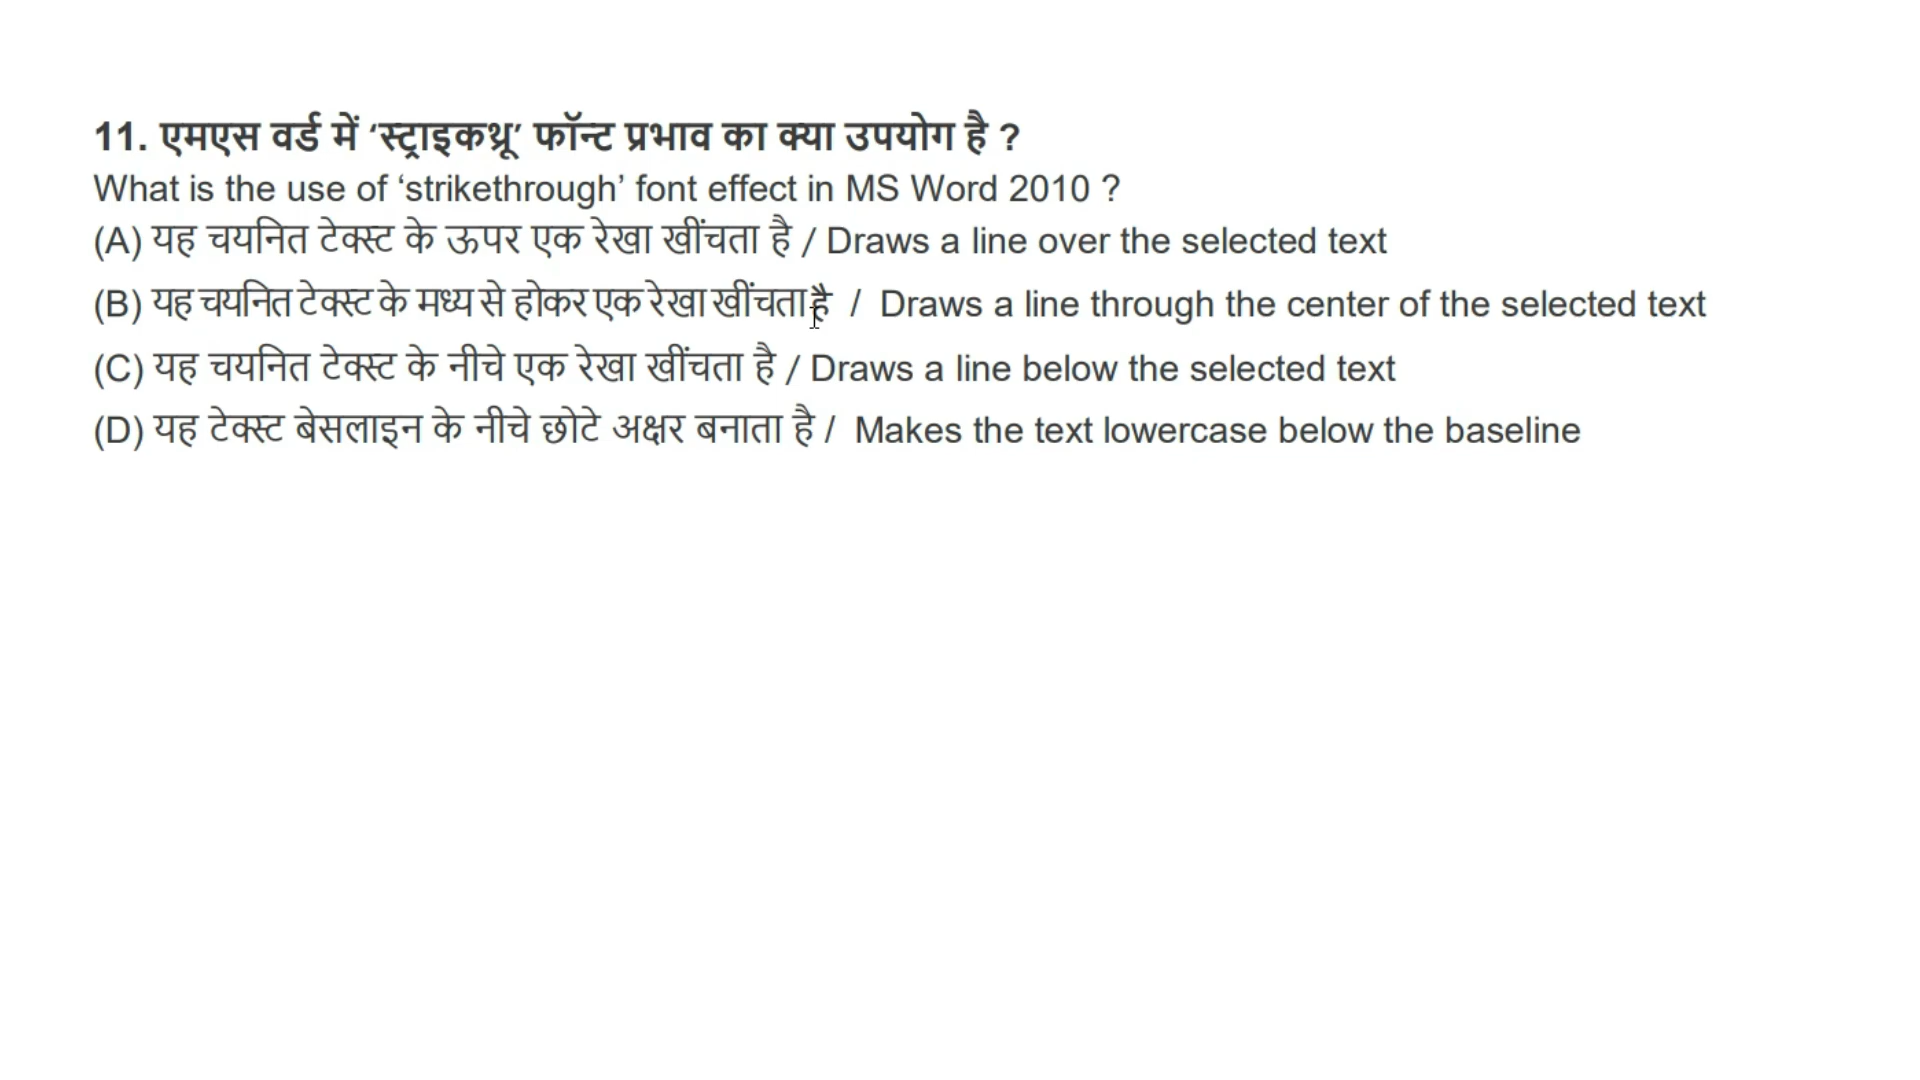 11. एमएस वर्ड में ‘स्ट्राइकथ्रू’ फॉन्ट प्रभाव का क्या उपयोग है ?
What is the use of ‘strikethrough’ font effect in MS Word 2010 ?
(A) यह चयनित टेक्स्ट के ऊपर एक रेखा खींचता है / Draws a line over the selected text
(B) यह चयनित टेक्स्ट के मध्य से होकर एक रेखा खींचता है / Draws a line through the center of the selected text
(C) यह चयनित टेक्स्ट के नीचे एक रेखा खींचता है / Draws a line below the selected text
(D) यह टेक्स्ट बेसलाइन के नीचे छोटे अक्षर बनाता है / Makes the text lowercase below the baseline